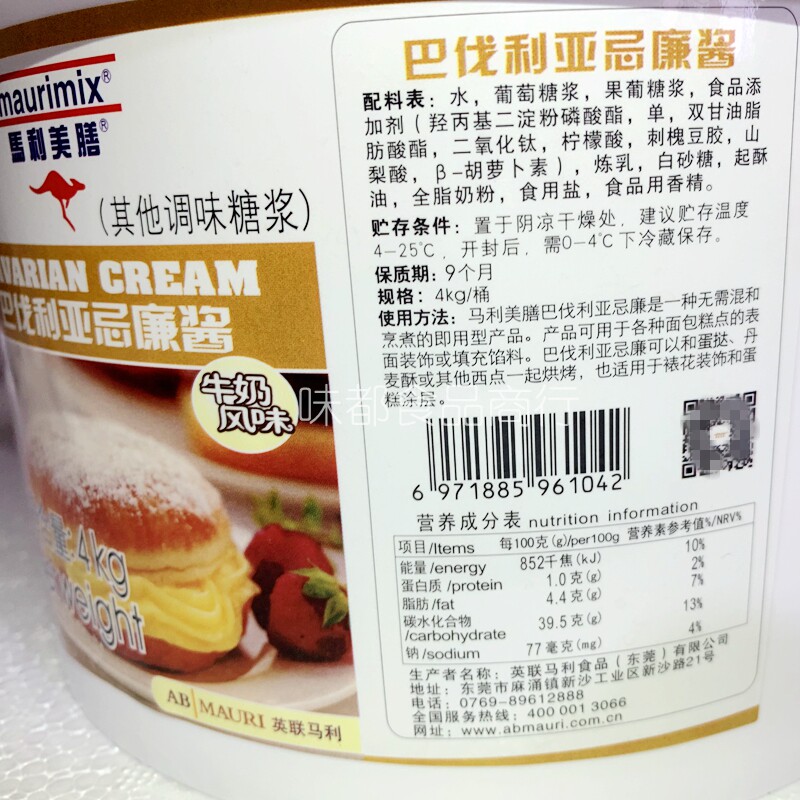 maurimix®
馬利美膳®
(其他调味糖浆)
VARIAN CREAM
巴伐利亚忌廉酱
牛奶
风味
量:4kg
weight
AB MAURI 英联马利
巴伐利亚忌廉酱
配料表：水，葡萄糖浆，果葡糖浆，食品添
加剂（羟丙基二淀粉磷酸酯，单，双甘油脂
肪酸酯，二氧化钛，柠檬酸，刺槐豆胶，山
梨酸，β-胡萝卜素），炼乳，白砂糖，起酥
油，全脂奶粉，食用盐，食品用香精。
贮存条件：置于阴凉干燥处，建议贮存温度
4-25℃，开封后，需0-4℃下冷藏保存。
保质期：9个月
规格：4kg/桶
使用方法：马利美膳巴伐利亚忌廉是一种无需混和
烹煮的即用型产品。产品可用于各种面包糕点的表
面装饰或填充馅料。巴伐利亚忌廉可以和蛋挞、丹
麦酥或其他西点一起烘烤，也适用于裱花装饰和蛋
糕涂层。
味都食品商行
6 971885 961042
营养成分表 nutrition information
项目/Items 每100克(g)/per100g 营养素参考值%/NRV%
能量/energy 852千焦(kJ) 10%
蛋白质/protein 1.0克(g) 2%
脂肪/fat 4.4克(g) 7%
碳水化合物
/carbohydrate 39.5克(g) 13%
钠/sodium 77毫克(mg) 4%
生产者名称：英联马利食品（东莞）有限公司
地址：东莞市麻涌镇新沙工业区新沙路21号
电话：0769-89612888
全国服务热线：400 001 3066
网址：www.abmauri.com.cn